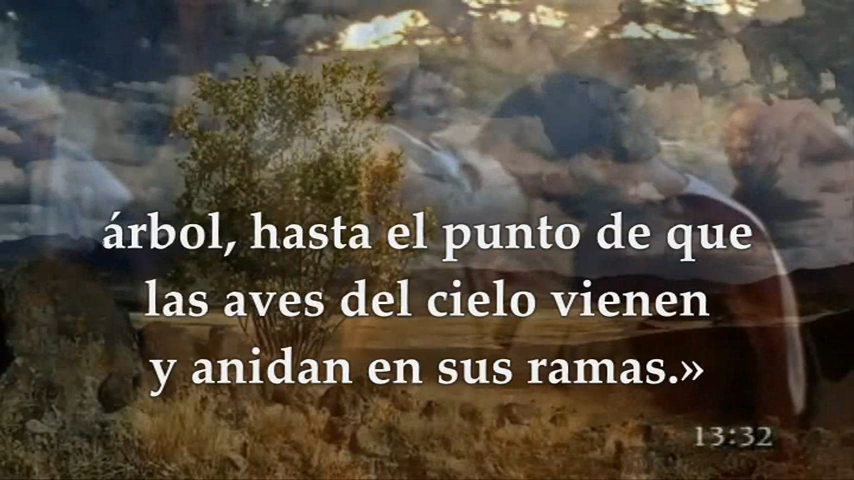 árbol, hasta el punto de que
las aves del cielo vienen
y anidan en sus ramas.»
13:32